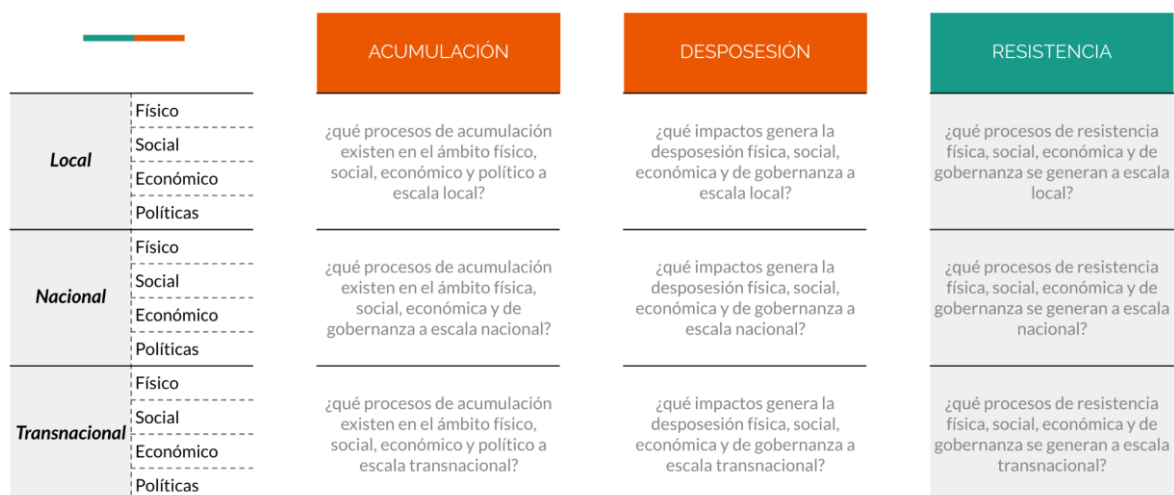 ACUMULACIÓN
DESPOSESIÓN
RESISTENCIA
Local
Físico
Social
Económico
Políticas
¿qué procesos de acumulación
existen en el ámbito físico,
social, económico y político a
escala local?
¿qué impactos genera la
desposesión física, social,
económica y de gobernanza a
escala local?
¿qué procesos de resistencia
física, social, económica y de
gobernanza se generan a escala
local?
Nacional
Físico
Social
Económico
Políticas
¿qué procesos de acumulación
existen en el ámbito física,
social, económica y de
gobernanza a escala nacional?
¿qué impactos genera la
desposesión física, social,
económica y de gobernanza a
escala nacional?
¿qué procesos de resistencia
física, social, económica y de
gobernanza se generan a escala
nacional?
Transnacional
Físico
Social
Económico
Políticas
¿qué procesos de acumulación
existen en el ámbito físico,
social, económico y político a
escala transnacional?
¿qué impactos genera la
desposesión física, social,
económica y de gobernanza a
escala transnacional?
¿qué procesos de resistencia
física, social, económica y de
gobernanza se generan a escala
transnacional?